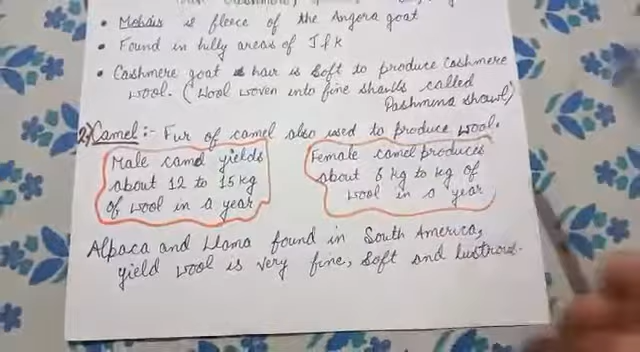 • Mohair is fleece of the Angora goat
• Found in hilly areas of J&k
• Cashmere goat hair is soft to produce Cashmere
wool. (Wool woven into fine shawls called
Pashmina shawl)
2) Camel:- Fur of camel also used to produce wool.
Male camel yields
about 12 to 15 kg
of wool in a year
Female camel produces
about 6 kg to kg of
wool in a year
Alpaca and Llama found in South America,
yield wool is very fine, soft and lustrous.